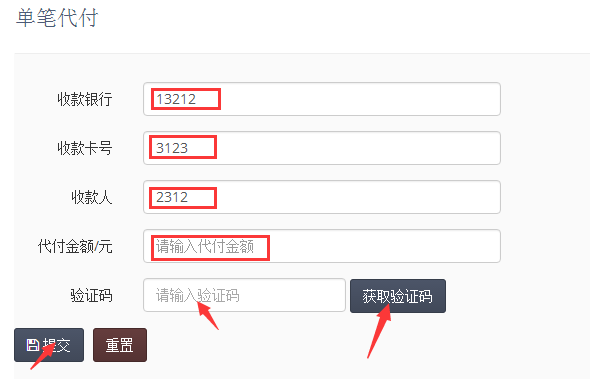 单笔代付
收款银行 13212
收款卡号 3123
收款人 2312
代付金额/元 请输入代付金额
验证码 请输入验证码 获取验证码
提交 重置